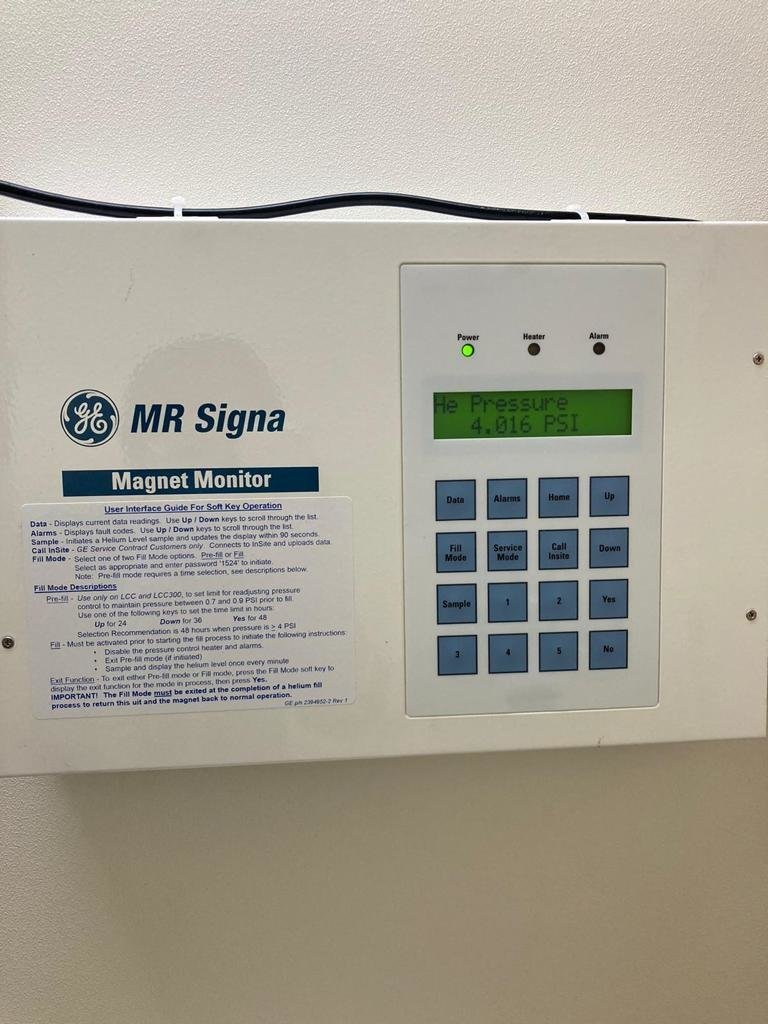 Power Heater Alarm
GE MR Signa
He Pressure
4.016 PSI
Magnet Monitor
User Interface Guide For Soft Key Operation
Data - Displays current data readings. Use Up / Down keys to scroll through the list.
Alarms - Displays fault codes. Use Up / Down keys to scroll through the list.
Sample - Initiates a Helium Level sample and updates the display within 90 seconds.
Call InSite - GE Service Contract Customers only. Connects to InSite and uploads data.
Fill Mode - Select one of two Fill Mode options. Pre-fill or Fill.
Select as appropriate and enter password '1524' to initiate.
Note: Pre-fill mode requires a time selection, see descriptions below.
Fill Mode Descriptions
Pre-fill - Use only on LCC and LCC300, to set limit for readjusting pressure
control to maintain pressure between 0.7 and 0.9 PSI prior to fill.
Use one of the following keys to set the time limit in hours:
Up for 24 Down for 36 Yes for 48
Selection Recommendation is 48 hours when pressure is ≥ 4 PSI
Fill - Must be activated prior to starting the fill process to initiate the following instructions:
• Disable the pressure control heater and alarms.
• Exit Pre-fill mode (if initiated)
• Sample and display the helium level once every minute
Exit Function - To exit either Pre-fill mode or Fill mode, press the Fill Mode soft key to
display the exit function for the mode in process, then press Yes.
IMPORTANT! The Fill Mode must be exited at the completion of a helium fill
process to return this uit and the magnet back to normal operation.
GE p/n 2394952-2 Rev 1
Data Alarms Home Up
Fill Mode Service Mode Call Insite Down
Sample 1 2 Yes
3 4 5 No